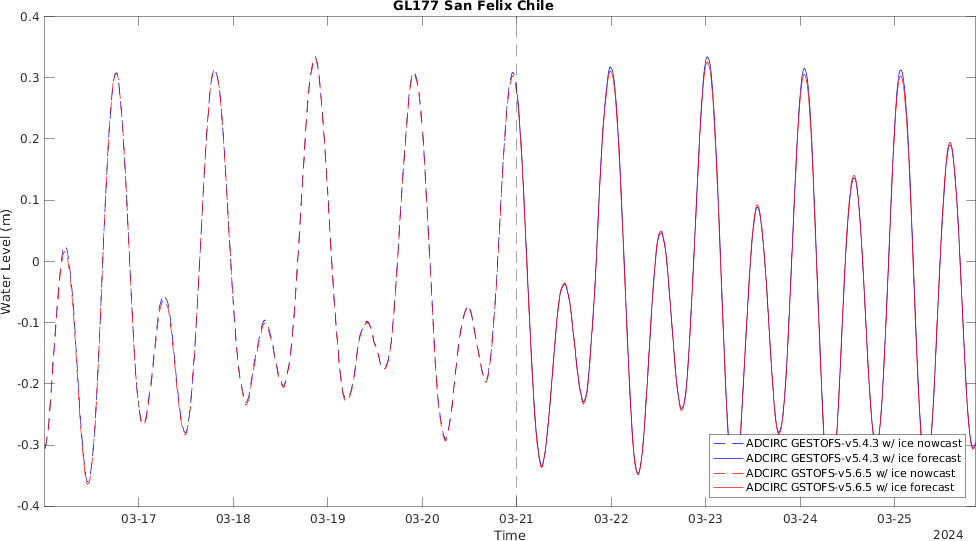 GL177 San Felix Chile
0.4
0.3
0.2
0.1
0
-0.1
-0.2
-0.3
-0.4
Water Level (m)
ADCIRC GESTOFS-v5.4.3 w/ ice nowcast
ADCIRC GESTOFS-v5.4.3 w/ ice forecast
ADCIRC GSTOFS-v5.6.5 w/ ice nowcast
ADCIRC GSTOFS-v5.6.5 w/ ice forecast
03-17 03-18 03-19 03-20 03-21 03-22 03-23 03-24 03-25
Time
2024